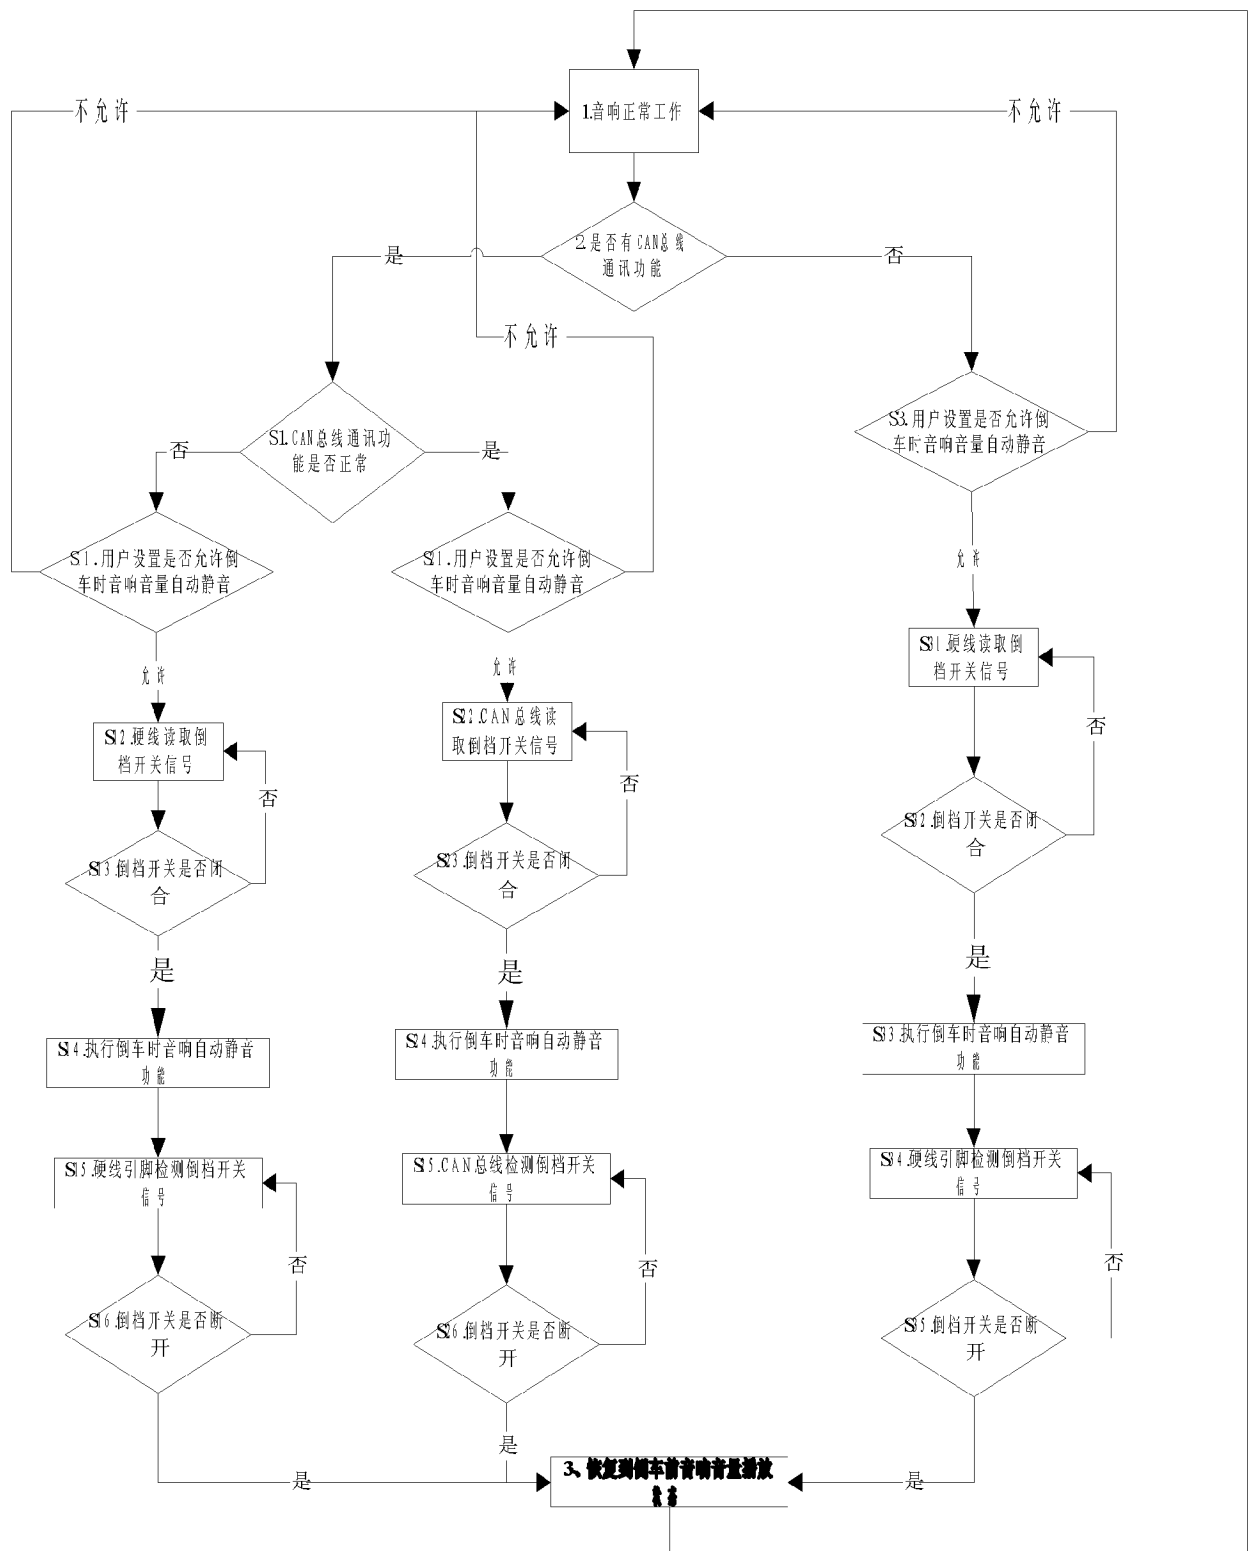 不允许
1.音响正常工作
不允许
2.是否有CAN总线
通讯功能
是
否
不允许
S1.CAN总线通讯功
能是否正常
否
是
S3.用户设置是否允许倒
车时音响音量自动静音
S11.用户设置是否允许倒
车时音响音量自动静音
S21.用户设置是否允许倒
车时音响音量自动静音
允许
允许
允许
S31.硬线读取倒
档开关信号
否
S12.硬线读取倒
档开关信号
否
S22.CAN总线读
取倒档开关信号
否
S32.倒档开关是否闭
合
S13.倒档开关是否闭
合
S23.倒档开关是否闭
合
是
是
是
S14.执行倒车时音响自动静音
功能
S24.执行倒车时音响自动静音
功能
S33.执行倒车时音响自动静音
功能
S15.硬线引脚检测倒档开关
信号
S25.CAN总线检测倒档开关
信号
S34.硬线引脚检测倒档开关
信号
否
否
否
S16.倒档开关是否断
开
S26.倒档开关是否断
开
S35.倒档开关是否断
开
是
是
是
3、恢复到倒车前音响音量播放
状态